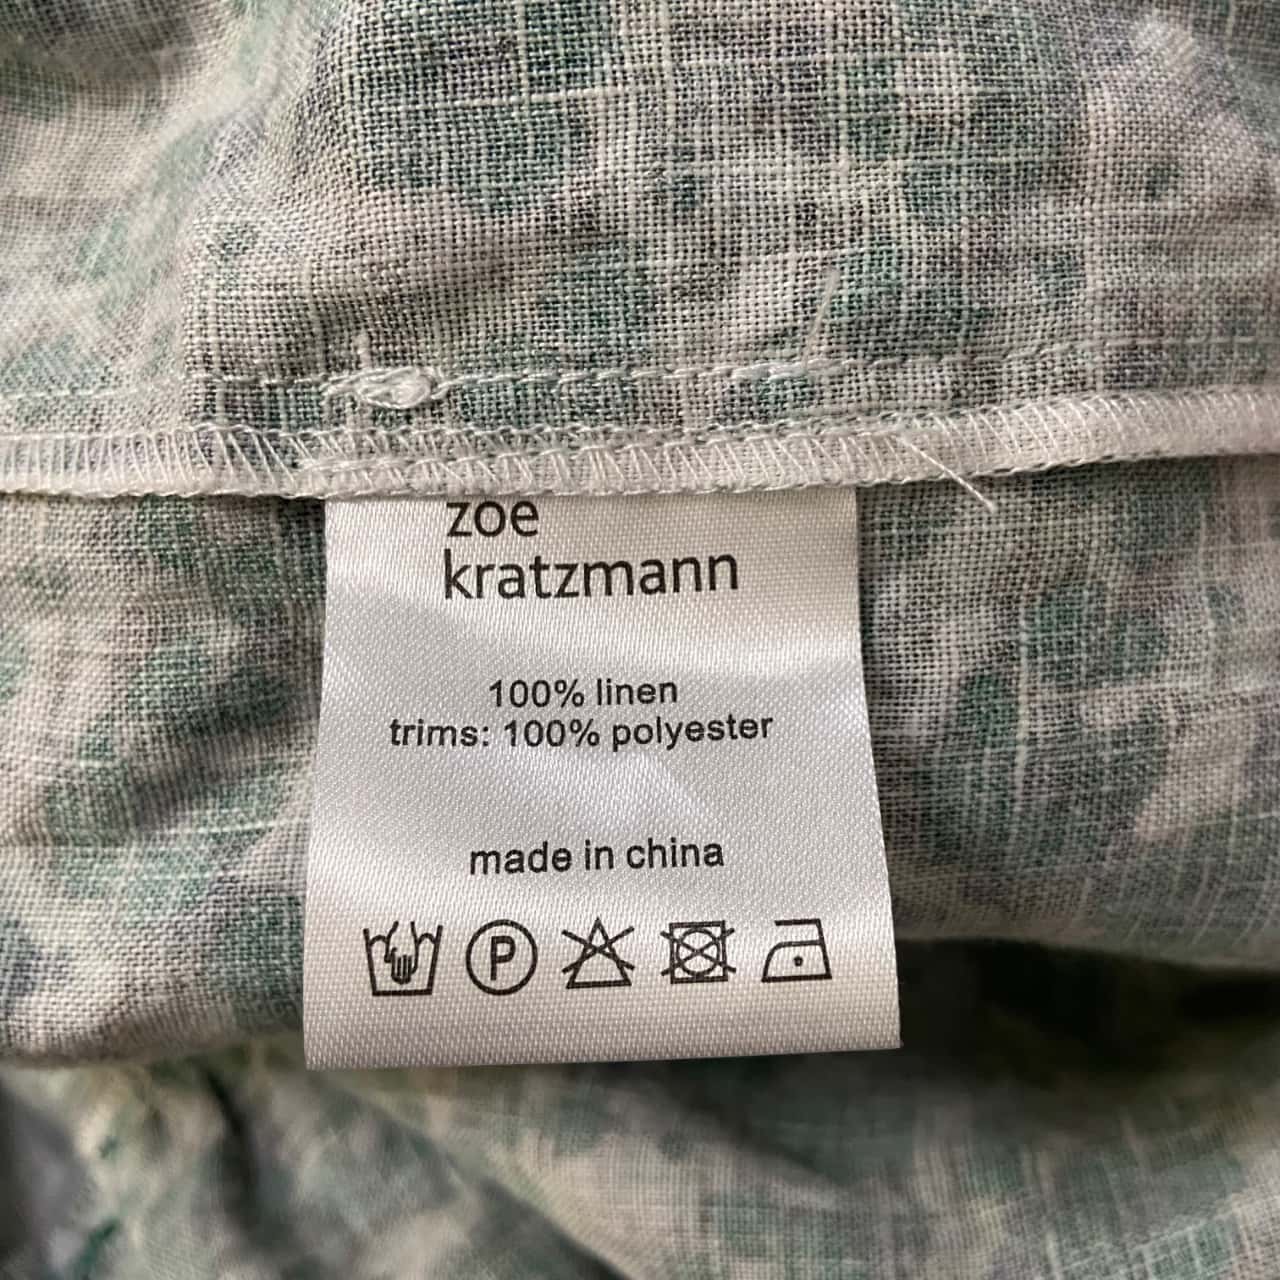 zoe
kratzmann
100% linen
trims: 100% polyester
made in china
P